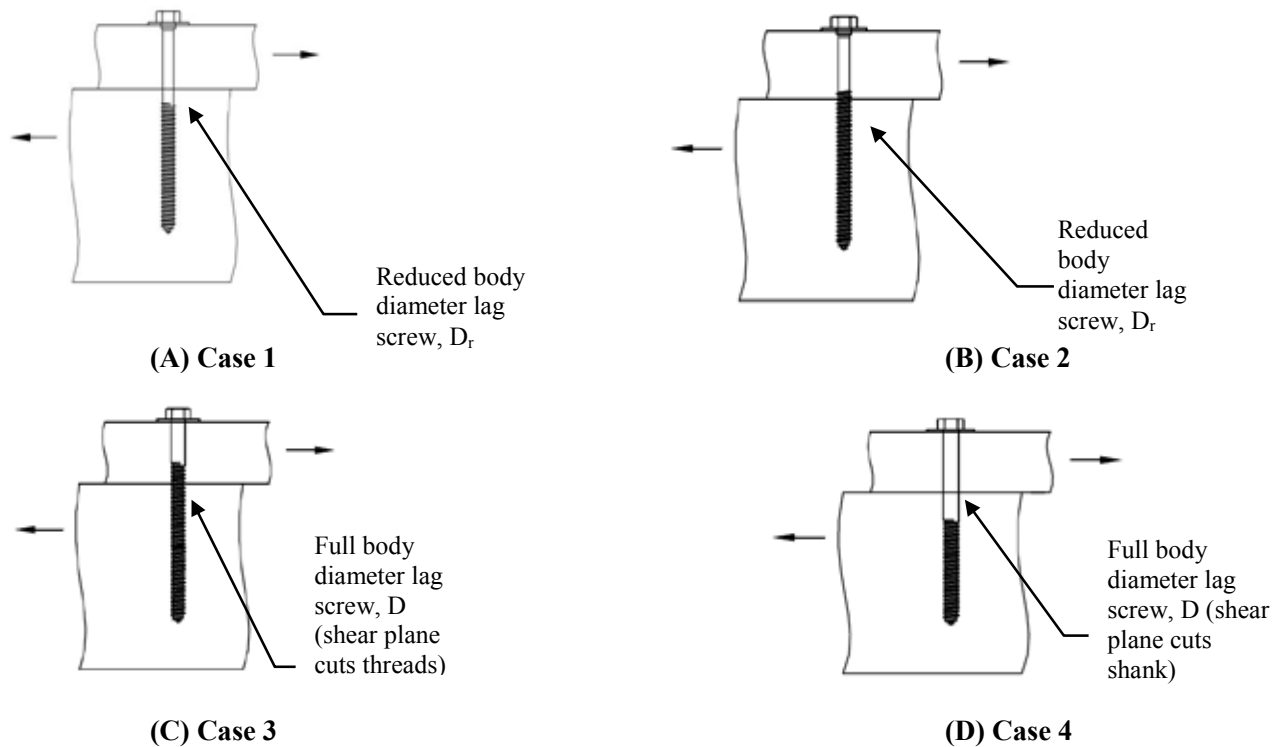 Reduced body
diameter lag
screw, Dr
(A) Case 1
Reduced
body
diameter lag
screw, Dr
(B) Case 2
Full body
diameter lag
screw, D
(shear plane
cuts threads)
(C) Case 3
Full body
diameter lag
screw, D (shear
plane cuts
shank)
(D) Case 4